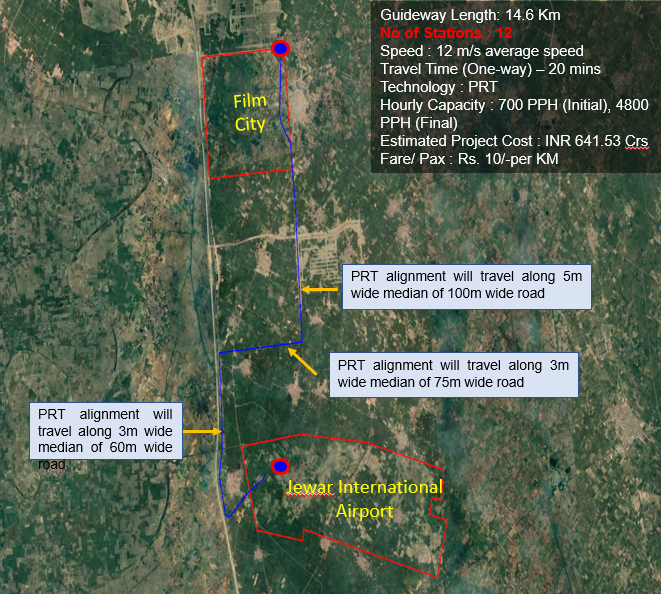 Guideway Length: 14.6 Km
No of Stations : 12
Speed : 12 m/s average speed
Travel Time (One-way) – 20 mins
Technology : PRT
Hourly Capacity : 700 PPH (Initial), 4800
PPH (Final)
Estimated Project Cost : INR 641.53 Crs
Fare/ Pax : Rs. 10/-per KM
Film
City
PRT alignment will travel along 5m
wide median of 100m wide road
PRT alignment will travel along 3m
wide median of 75m wide road
PRT alignment will
travel along 3m wide
median of 60m wide
road
Jewar International
Airport